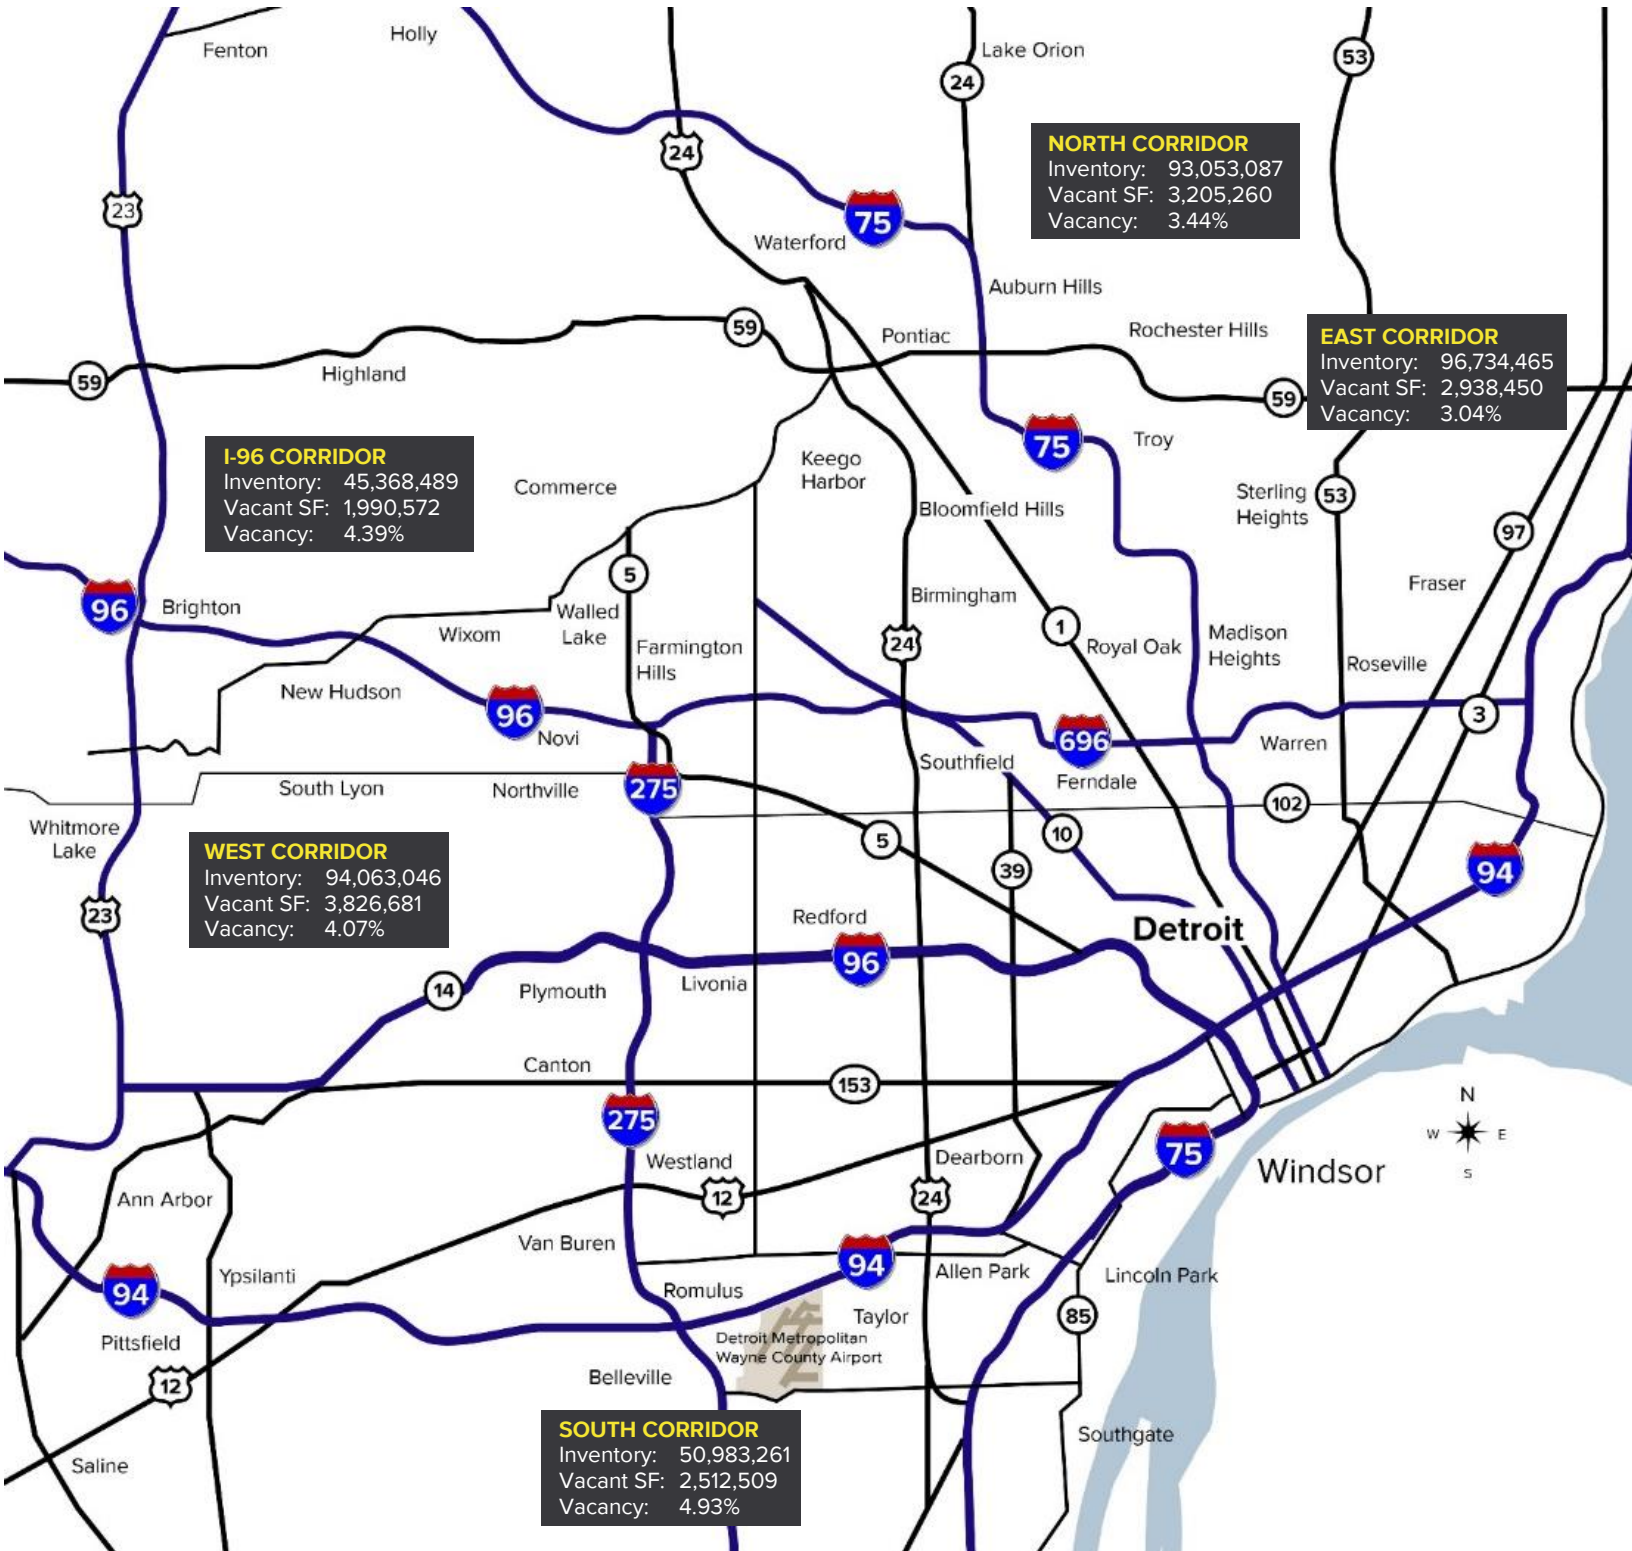 Fenton
Holly
Lake Orion
53
24
24
NORTH CORRIDOR
Inventory: 93,053,087
Vacant SF: 3,205,260
Vacancy: 3.44%
23
75
Waterford
Auburn Hills
59
Pontiac
Rochester Hills
EAST CORRIDOR
Inventory: 96,734,465
Vacant SF: 2,938,450
Vacancy: 3.04%
59
Highland
59
75
Troy
I-96 CORRIDOR
Inventory: 45,368,489
Vacant SF: 1,990,572
Vacancy: 4.39%
Commerce
Keego
Harbor
Bloomfield Hills
Sterling
Heights
53
97
5
Fraser
96
Brighton
Walled
Lake
Wixom
Birmingham
Farmington
Hills
24
1
Royal Oak
Madison
Heights
Roseville
New Hudson
96
Novi
696
Warren
3
Southfield
Ferndale
South Lyon
Northville
275
102
Whitmore
Lake
5
10
39
94
WEST CORRIDOR
Inventory: 94,063,046
Vacant SF: 3,826,681
Vacancy: 4.07%
23
Redford
Detroit
96
14
Plymouth
Livonia
Canton
153
275
N
W
E
S
75
Westland
Dearborn
Windsor
Ann Arbor
12
24
Van Buren
94
Allen Park
Lincoln Park
Ypsilanti
94
Romulus
Taylor
85
Pittsfield
Detroit Metropolitan
Wayne County Airport
12
Belleville
SOUTH CORRIDOR
Inventory: 50,983,261
Vacant SF: 2,512,509
Vacancy: 4.93%
Southgate
Saline